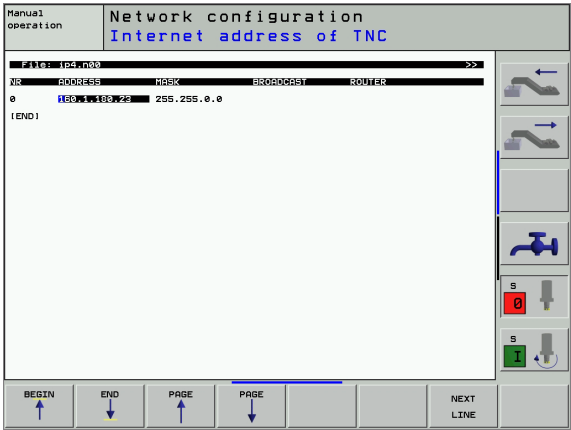 Manual
operation
Network configuration
Internet address of TNC
File: ip4.n00 >>
NR ADDRESS MASK BROADCAST ROUTER
0 160.1.180.23 255.255.0.0
[END]
S
0
S
I
BEGIN END PAGE PAGE NEXT
LINE